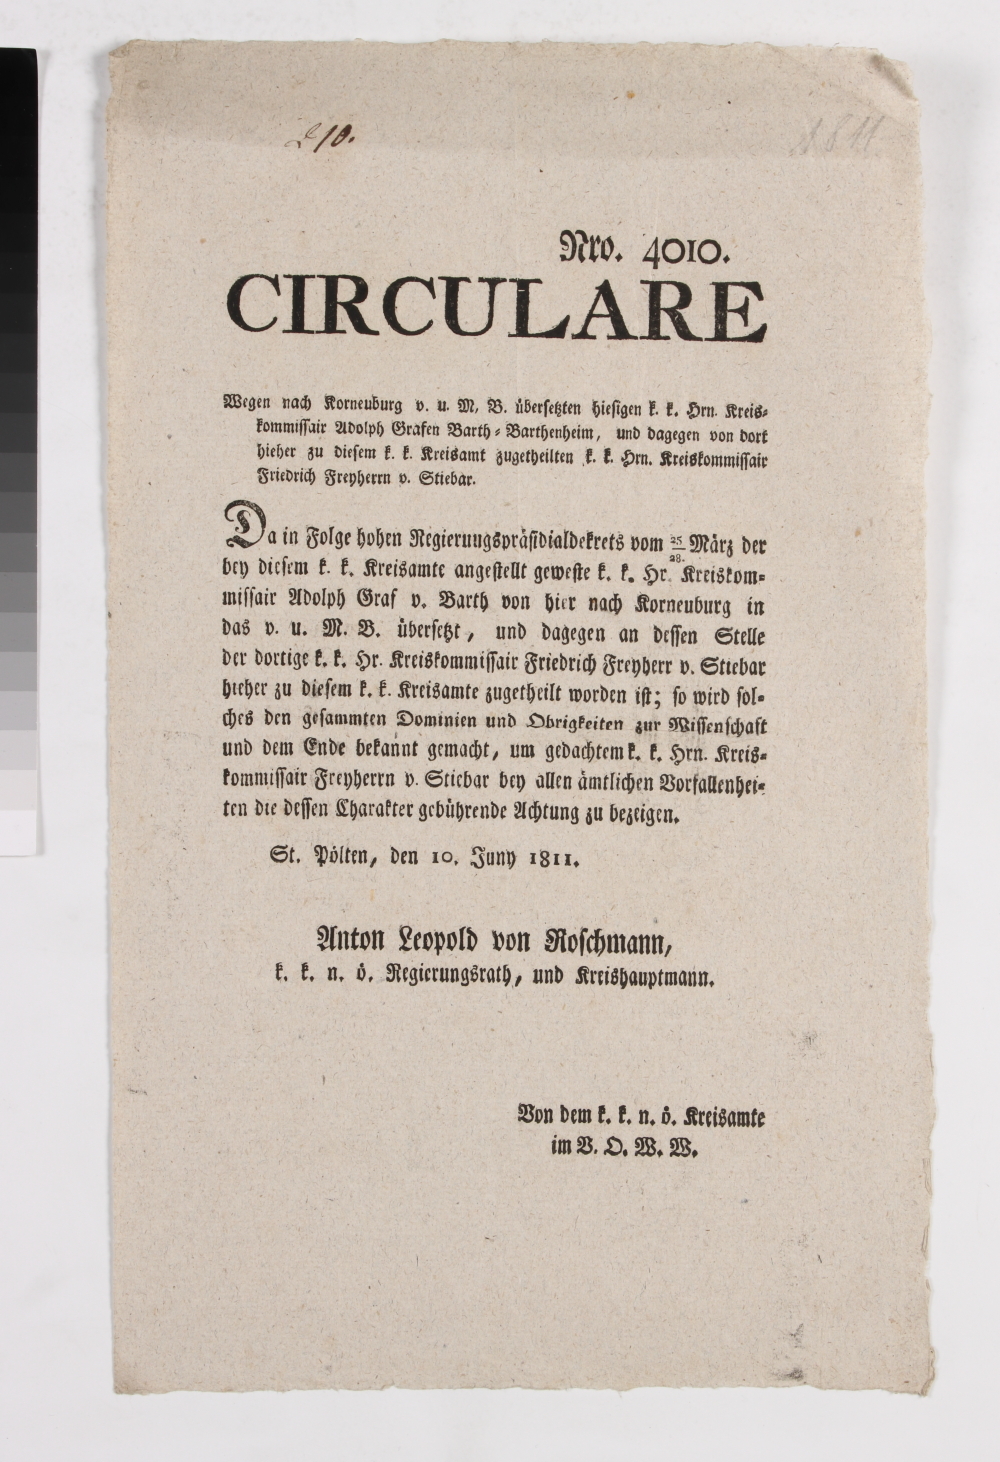 210.
1811
Nro. 4010.
CIRCULARE
Wegen nach Korneuburg v. u. M. B. übersetzten hiesigen k. k. Hrn. Kreis-
kommissair Adolph Grafen Barth-Barthenheim, und dagegen von dort
hieher zu diesem k. k. Kreisamt zugetheilten k. k. Hrn. Kreiskommissair
Friedrich Freyherrn v. Stiebar.
Da in Folge hohen Regierungspräsidialdekrets vom 25/28. März der
bey diesem k. k. Kreisamte angestellt geweste k. k. Hr. Kreiskom-
missair Adolph Graf v. Barth von hier nach Korneuburg in
das v. u. M. B. übersetzt, und dagegen an dessen Stelle
der dortige k. k. Hr. Kreiskommissair Friedrich Freyherr v. Stiebar
hieher zu diesem k. k. Kreisamte zugetheilt worden ist; so wird sol-
ches den gesammten Dominien und Obrigkeiten zur Wissenschaft
und dem Ende bekannt gemacht, um gedachtem k. k. Hrn. Kreis-
kommissair Freyherrn v. Stiebar bey allen ämtlichen Vorfallenhei-
ten die dessen Charakter gebührende Achtung zu bezeigen.
St. Pölten, den 10. Juny 1811.
Anton Leopold von Roschmann,
k. k. n. ö. Regierungsrath, und Kreishauptmann.
Von dem k. k. n. ö. Kreisamte
im V. O. W. W.